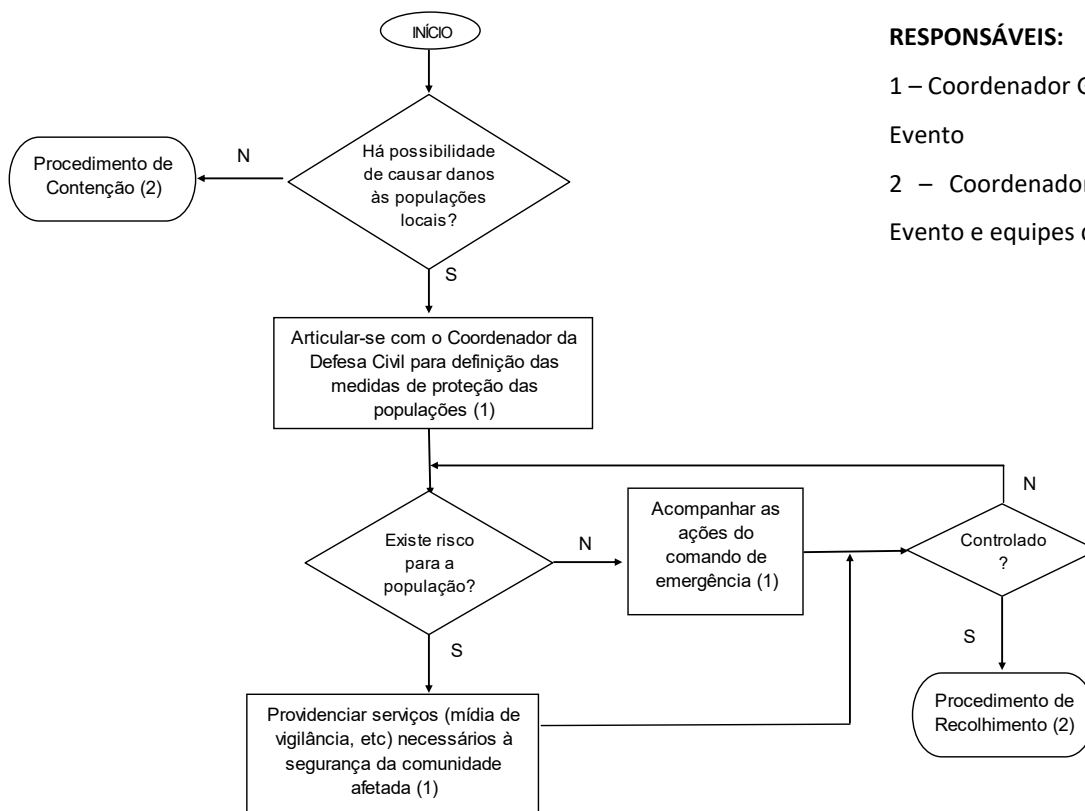 INÍCIO
RESPONSÁVEIS:
1 – Coordenador
Evento
2 – Coordenador
Evento e equipes
Há possibilidade
de causar danos
às populações
locais?
N
Procedimento de
Contenção (2)
S
Articular-se com o Coordenador da
Defesa Civil para definição das
medidas de proteção das
populações (1)
Existe risco
para a
população?
N
Acompanhar as
ações do
comando de
emergência (1)
N
Controlado
?
S
S
Providenciar serviços (mídia de
vigilância, etc) necessários à
segurança da comunidade
afetada (1)
Procedimento de
Recolhimento (2)